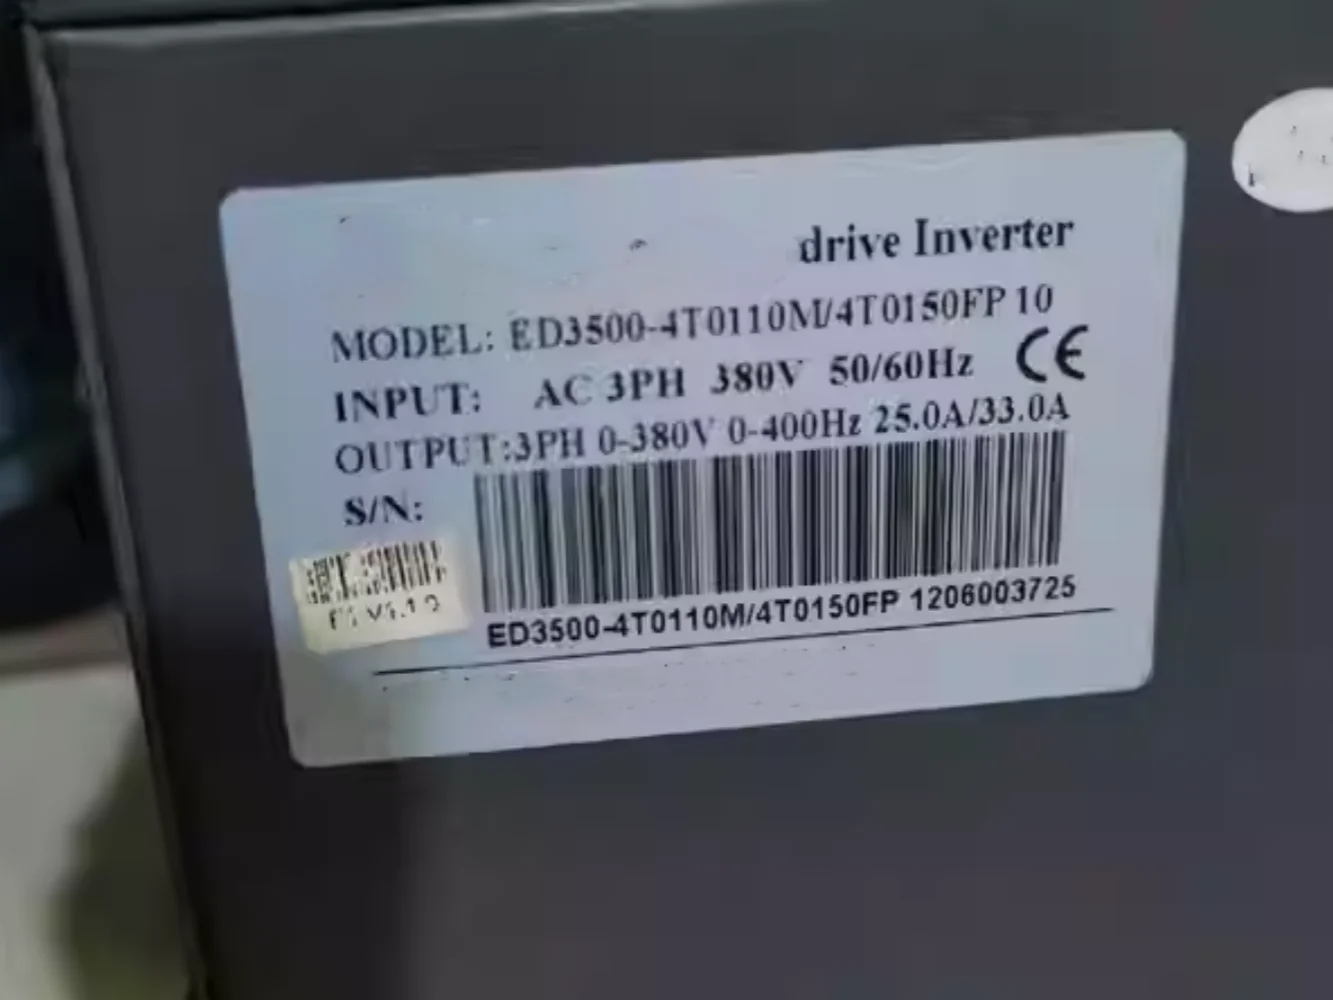 drive Inverter
MODEL: ED3500-4T0110M/4T0150FP 10
INPUT: AC 3PH 380V 50/60Hz CE
OUTPUT:3PH 0-380V 0-400Hz 25.0A/33.0A
S/N:
ED3500-4T0110M/4T0150FP 1206003725